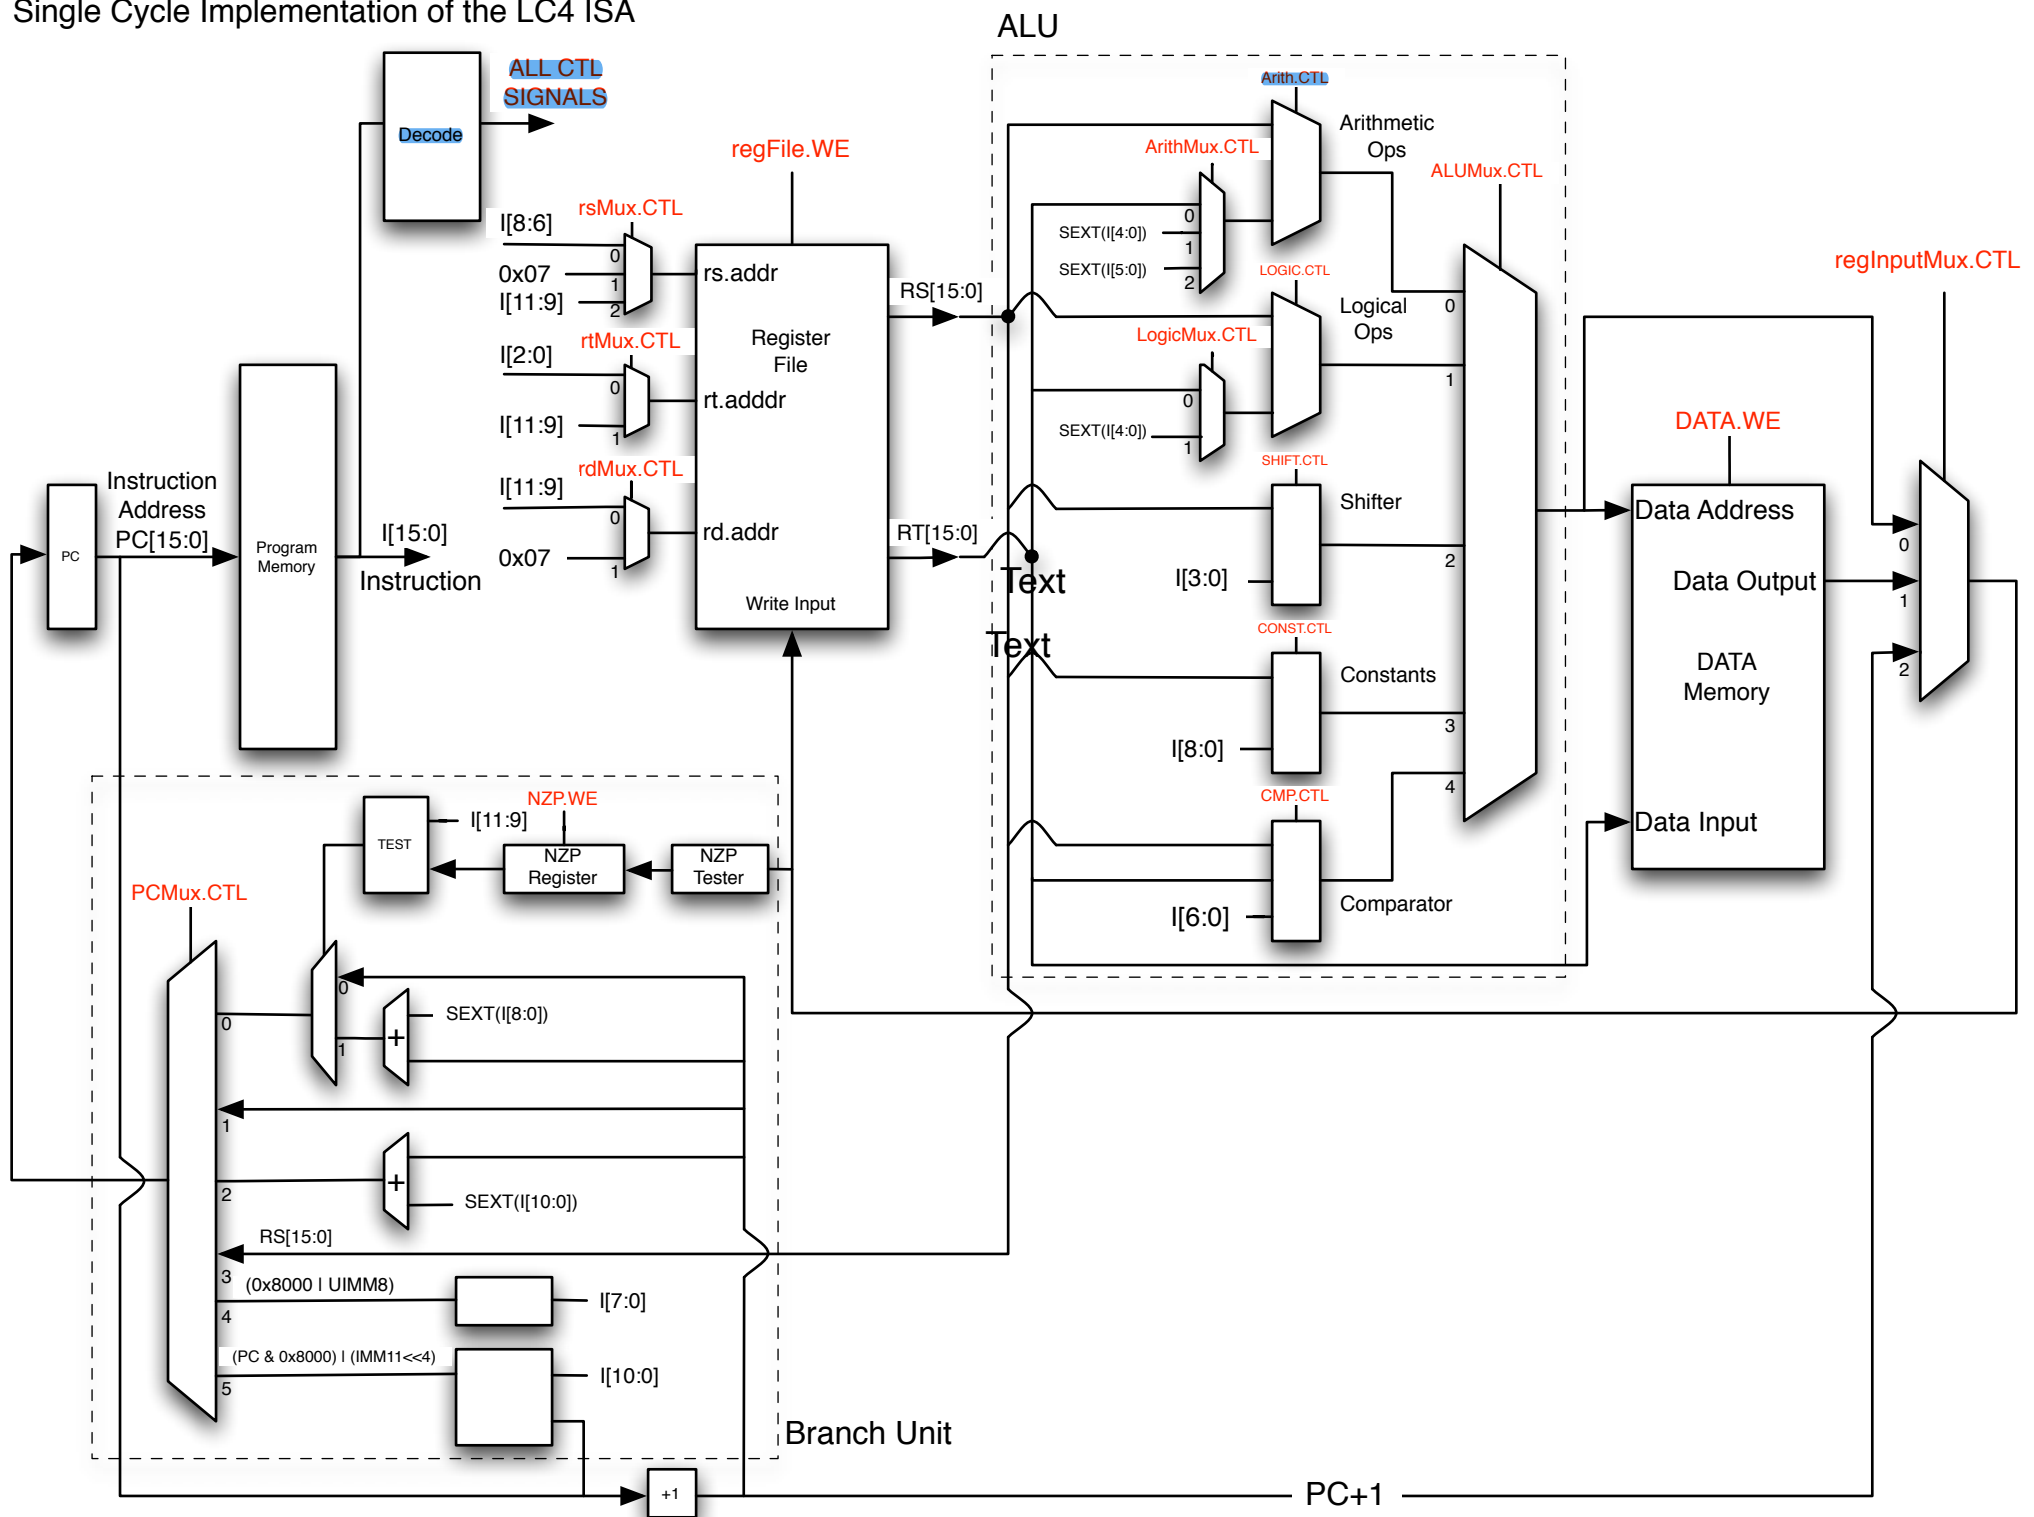 Single Cycle Implementation of the LC4 ISA
ALU
ALL CTL
SIGNALS
Decode
Arith.CTL
Arithmetic
Ops
regFile.WE
ArithMux.CTL
ALUMux.CTL
rsMux.CTL
I[8:6]
0
0x07
1
I[11:9]
2
rs.addr
0
SEXT(I[4:0])
1
SEXT(I[5:0])
2
LOGIC.CTL
regInputMux.CTL
RS[15:0]
Logical
Ops
0
Register
File
rtMux.CTL
I[2:0]
0
I[11:9]
1
rt.adddr
LogicMux.CTL
0
SEXT(I[4:0])
1
1
DATA.WE
rdMux.CTL
I[11:9]
0
0x07
1
rd.addr
Write Input
SHIFT.CTL
Shifter
Data Address
Instruction
Address
PC[15:0]
PC
Program
Memory
I[15:0]
Instruction
RT[15:0]
Text
Text
I[3:0]
2
0
Data Output
1
CONST.CTL
Constants
DATA
Memory
2
I[8:0]
3
4
NZP.WE
I[11:9]
TEST
NZP
Register
NZP
Tester
CMP.CTL
Data Input
I[6:0]
Comparator
PCMux.CTL
0
SEXT(I[8:0])
0
+
1
1
+
2
SEXT(I[10:0])
RS[15:0]
3
(0x8000 | UIMM8)
4
I[7:0]
(PC & 0x8000) | (IMM11<<4)
5
I[10:0]
Branch Unit
+1
PC+1